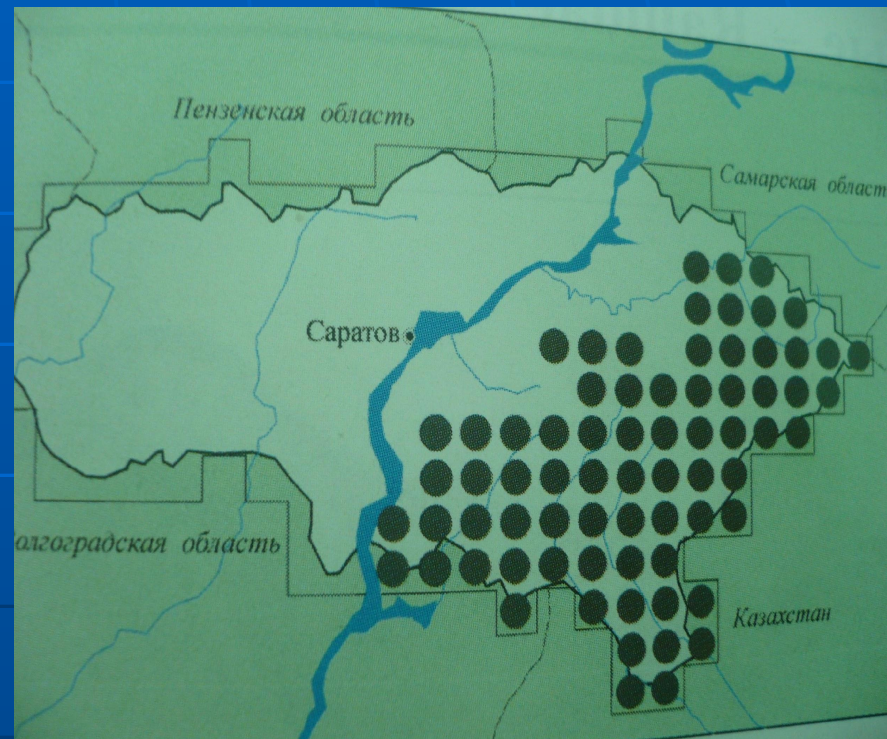 Пензенская область
Самарская област
Саратов
олгоградская область
Казахстан